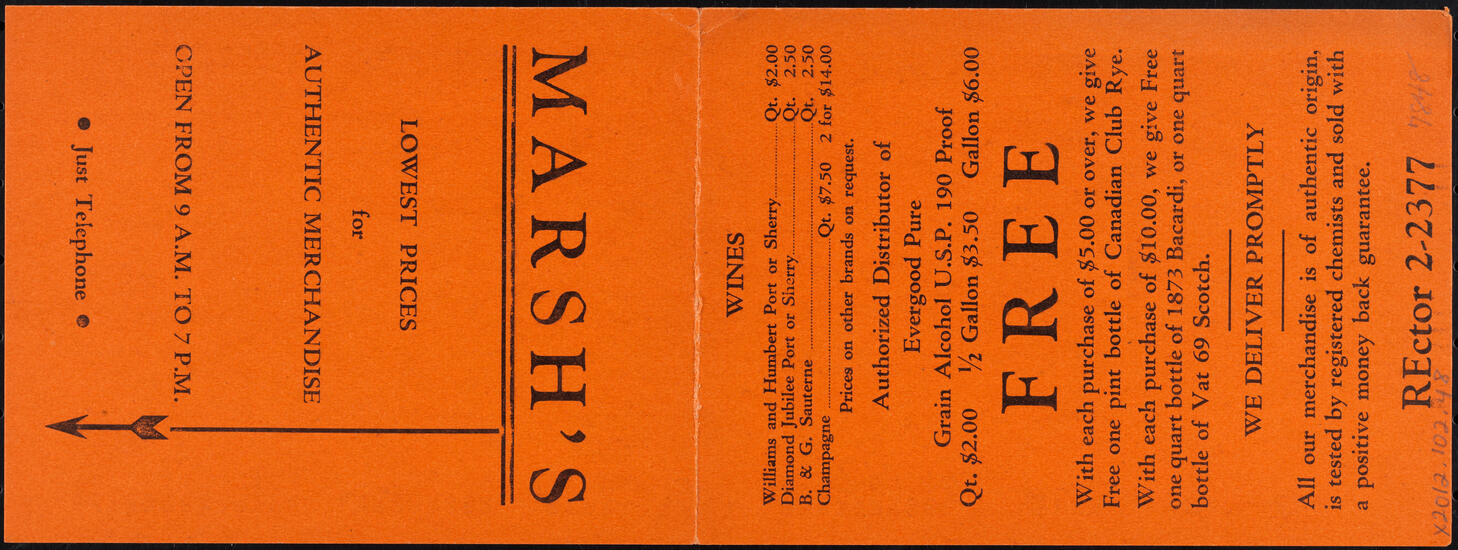 MARSH'S
LOWEST PRICES
for
AUTHENTIC MERCHANDISE
OPEN FROM 9 A.M. TO 7 P.M.
● Just Telephone ●
WINES
Williams and Humbert Port or Sherry Qt. $2.00
Diamond Jubilee Port or Sherry Qt. 2.50
B. & G. Sauterne Qt. 2.50
Champagne Qt. $7.50 2 for $14.00
Prices on other brands on request.
Authorized Distributor of
Evergood Pure
Grain Alcohol U.S.P. 190 Proof
Qt. $2.00 ½ Gallon $3.50 Gallon $6.00
FREE
With each purchase of $5.00 or over, we give
Free one pint bottle of Canadian Club Rye.
With each purchase of $10.00, we give Free
one quart bottle of 1873 Bacardi, or one quart
bottle of Vat 69 Scotch.
WE DELIVER PROMPTLY
All our merchandise is of authentic origin,
is tested by registered chemists and sold with
a positive money back guarantee.
REctor 2-2377
X2012.102.48